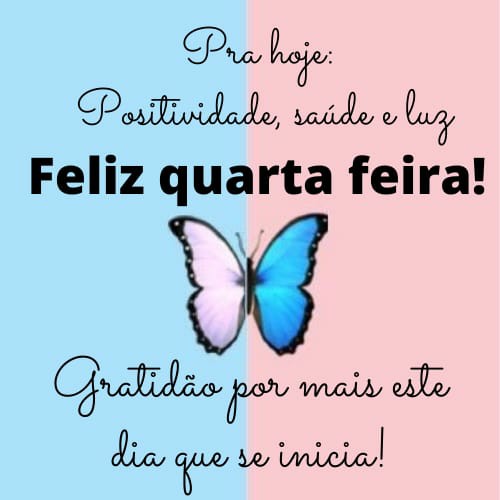 Pra hoje:
Positividade, saúde e luz
Feliz quarta feira!
Gratidão por mais este
dia que se inicia!